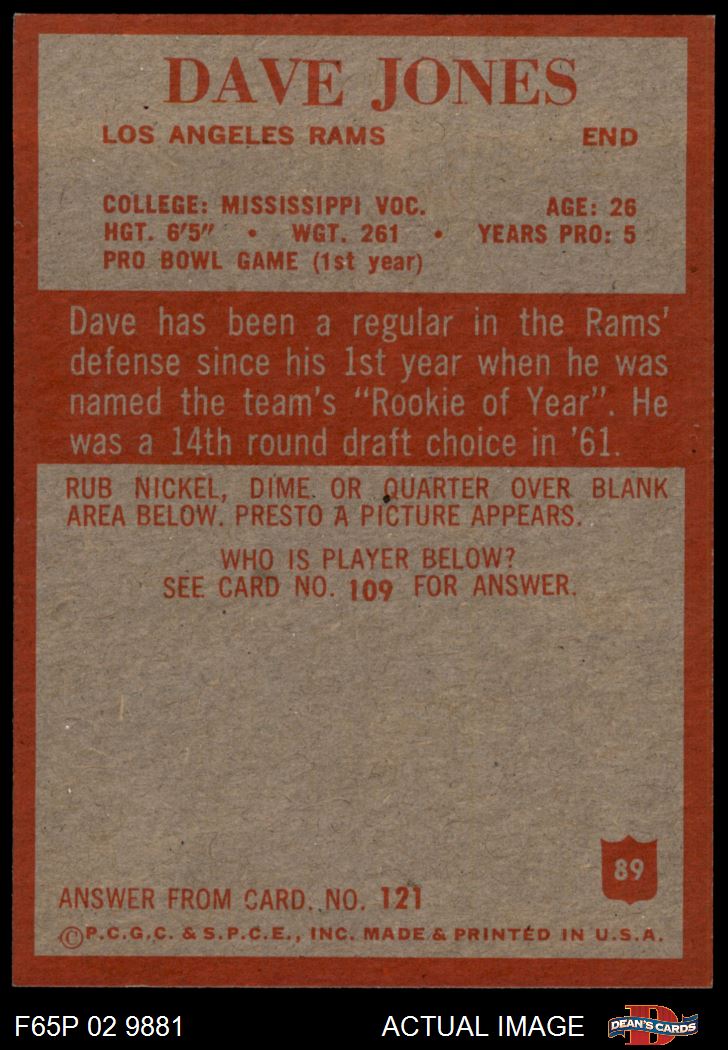 DAVE JONES
LOS ANGELES RAMS END
COLLEGE: MISSISSIPPI VOC. AGE: 26
HGT. 6'5" • WGT. 261 • YEARS PRO: 5
PRO BOWL GAME (1st year)
Dave has been a regular in the Rams'
defense since his 1st year when he was
named the team's "Rookie of Year". He
was a 14th round draft choice in '61.
RUB NICKEL, DIME OR QUARTER OVER BLANK
AREA BELOW. PRESTO A PICTURE APPEARS.
WHO IS PLAYER BELOW?
SEE CARD NO. 109 FOR ANSWER.
89
ANSWER FROM CARD. NO. 121
©P.C.G.C. & S.P.C.E., INC. MADE & PRINTED IN U.S.A.
F65P 02 9881 ACTUAL IMAGE DEAN'S CARDS